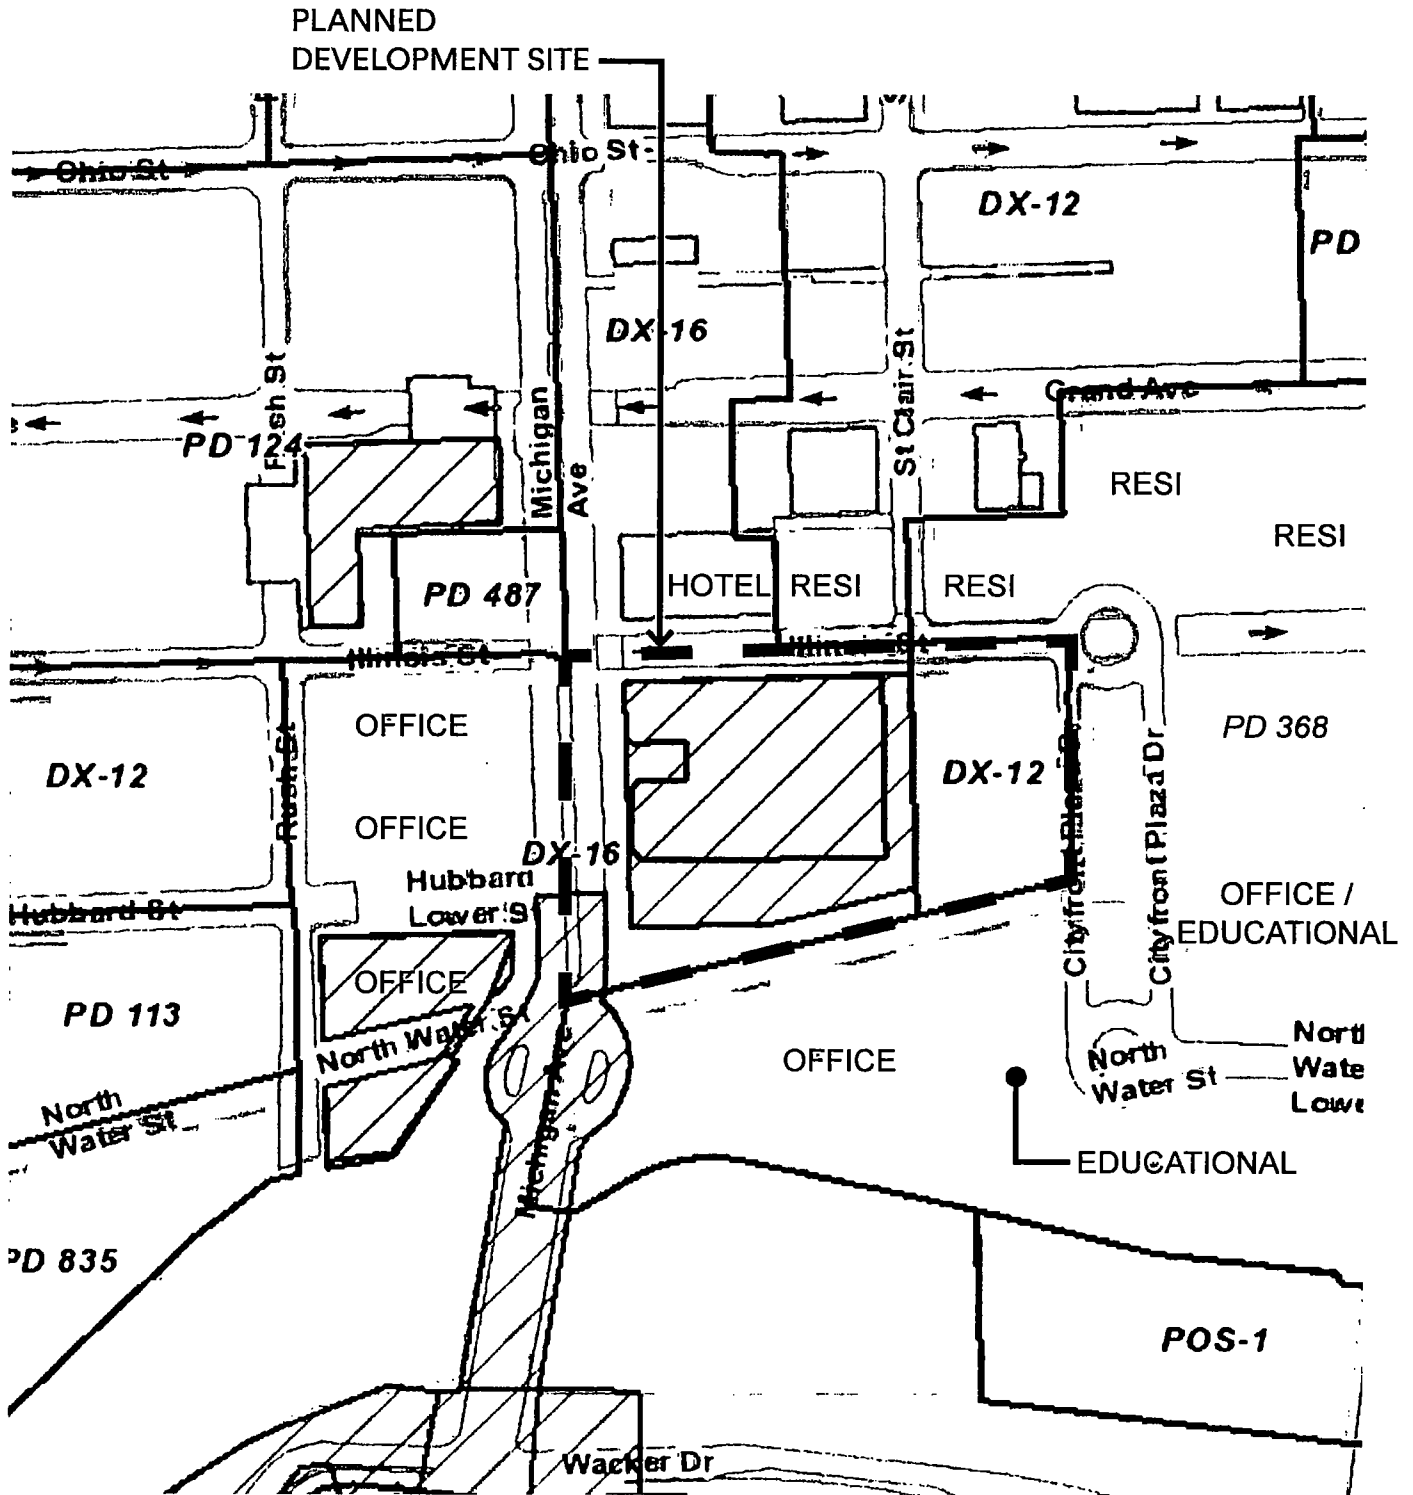 PLANNED
DEVELOPMENT SITE
Ohio St
Ohio St
DX-12
PD
DX-16
St Clair St
Grand Ave
Michigan
Ave
PD 124
RESI
RESI
HOTEL
RESI
RESI
PD 487
Illinois St
Illinois St
OFFICE
PD 368
Rush St
DX-12
DX-12
Cityfront Plaza Dr
Cityfront Plaza Dr
OFFICE
DX-16
Hubbard
Lower St
Hubbard St
OFFICE /
EDUCATIONAL
OFFICE
PD 113
North Water St
Michigan Ave
OFFICE
North
Water St
North
Wate
Lowe
North
Water St
EDUCATIONAL
PD 835
POS-1
Wacker Dr